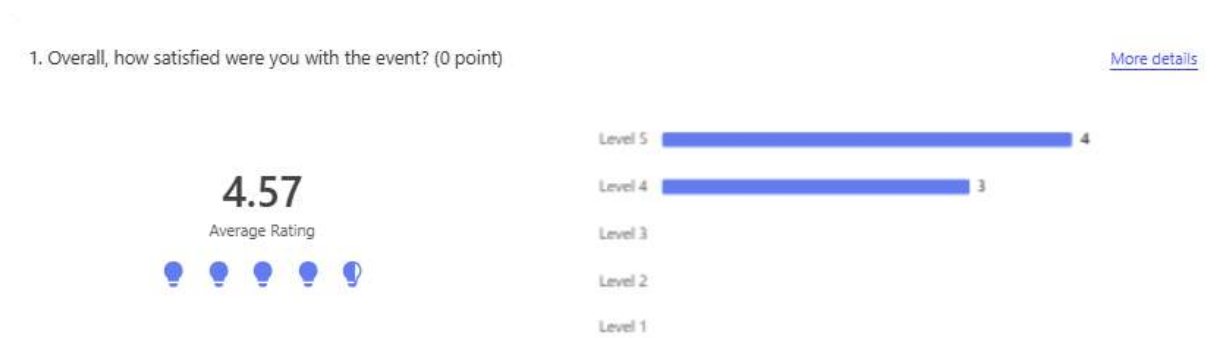 1. Overall, how satisfied were you with the event? (0 point)
More details
4.57
Average Rating
Level 5 4
Level 4 3
Level 3
Level 2
Level 1